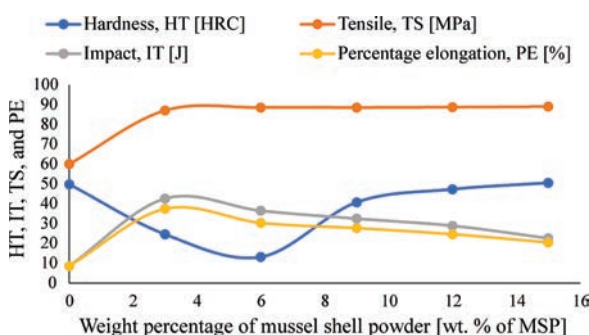 Hardness, HT [HRC]
Tensile, TS [MPa]
Impact, IT [J]
Percentage elongation, PE [%]
HT, IT, TS, and PE
100
90
80
70
60
50
40
30
20
10
0
0 2 4 6 8 10 12 14 16
Weight percentage of mussel shell powder [wt. % of MSP]